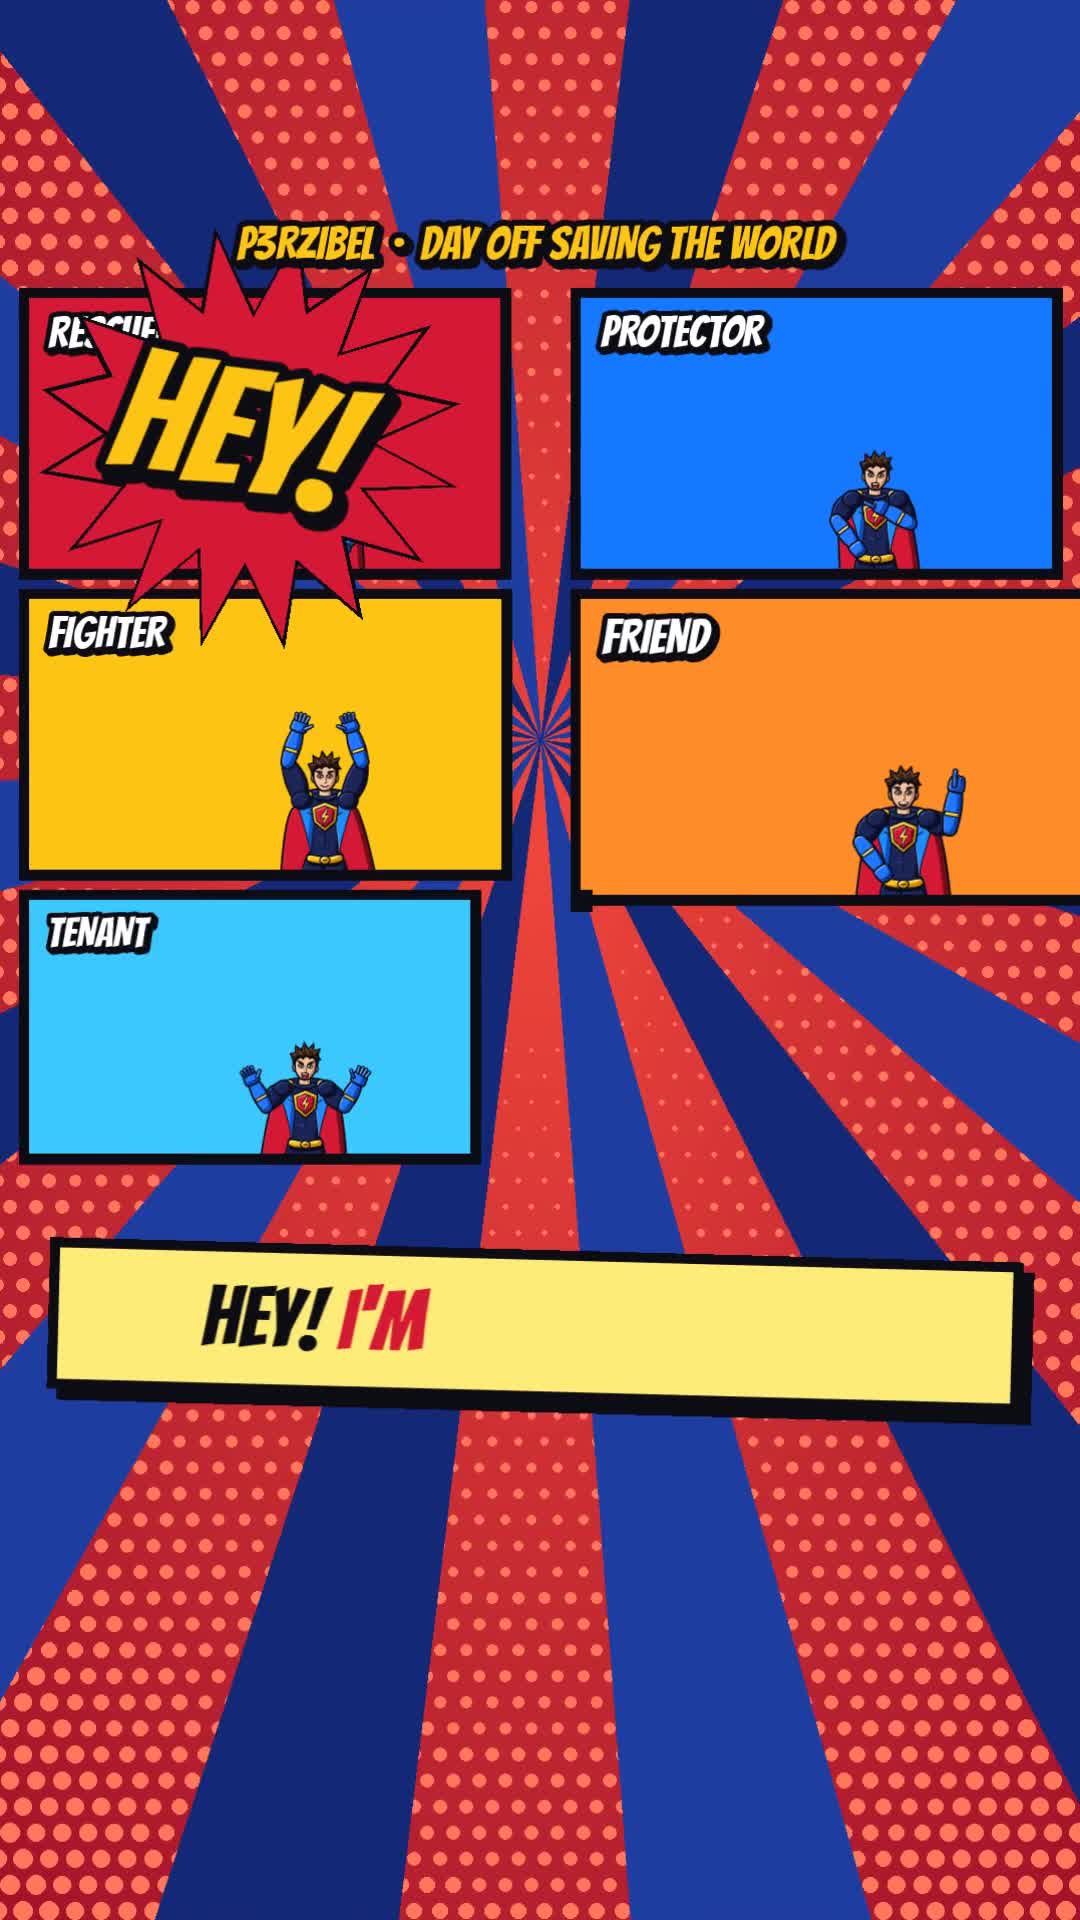 P3RZIBEL • DAY OFF SAVING THE WORLD
HEY!
PROTECTOR
FIGHTER
FRIEND
TENANT
HEY! I'M